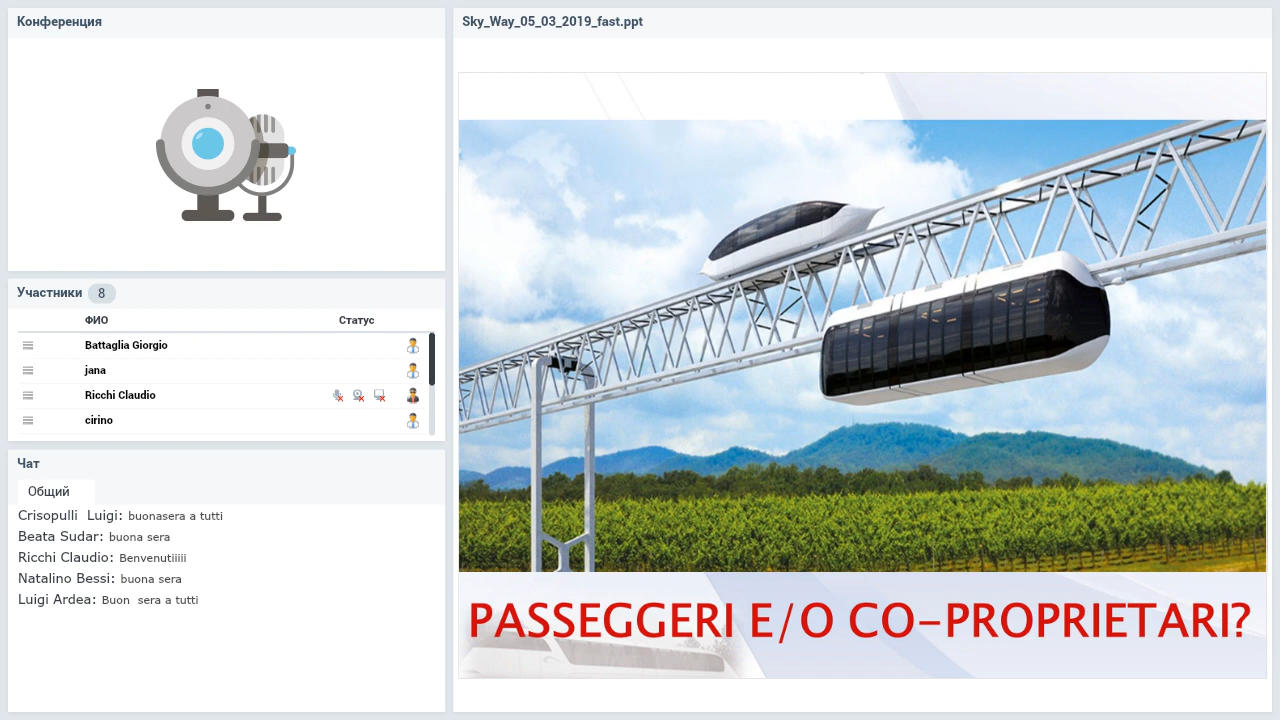 Конференция
Участники 8
ФИО Статус
Battaglia Giorgio
jana
Ricchi Claudio
cirino
Чат
Общий
Crisopulli Luigi: buonasera a tutti
Beata Sudar: buona sera
Ricchi Claudio: Benvenutiiiii
Natalino Bessi: buona sera
Luigi Ardea: Buon sera a tutti
Sky_Way_05_03_2019_fast.ppt
PASSEGGERI E/O CO-PROPRIETARI?